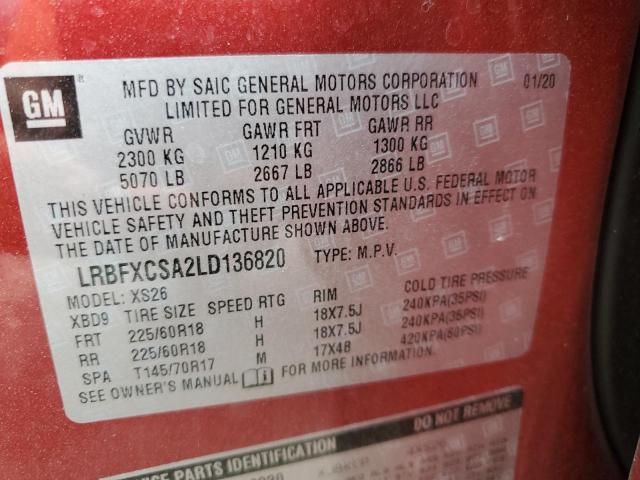 GM ® MFD BY SAIC GENERAL MOTORS CORPORATION 01/20
LIMITED FOR GENERAL MOTORS LLC
GVWR GAWR FRT GAWR RR
2300 KG 1210 KG 1300 KG
5070 LB 2667 LB 2866 LB
THIS VEHICLE CONFORMS TO ALL APPLICABLE U.S. FEDERAL MOTOR
VEHICLE SAFETY AND THEFT PREVENTION STANDARDS IN EFFECT ON
THE DATE OF MANUFACTURE SHOWN ABOVE.
LRBFXCSA2LD136820 TYPE: M.P.V.
MODEL: XS26
XBD9 TIRE SIZE SPEED RTG RIM COLD TIRE PRESSURE
FRT 225/60R18 H 18X7.5J 240KPA(35PSI)
RR 225/60R18 H 18X7.5J 240KPA(35PSI)
SPA T145/70R17 M 17X4B 420KPA(60PSI)
SEE OWNER'S MANUAL FOR MORE INFORMATION.
DO NOT REMOVE
PARTS IDENTIFICATION